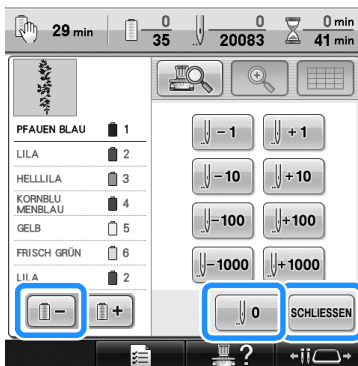 29 min
0
35
0
20083
0 min
41 min
PFAUEN BLAU 1
LILA 2
HELLLILA 3
KORNBLU
MENBLAU 4
GELB 5
FRISCH GRÜN 6
LILA 2
- 1
+ 1
- 10
+ 10
-100
+100
-1000
+1000
-
+
0
SCHLIESSEN
?